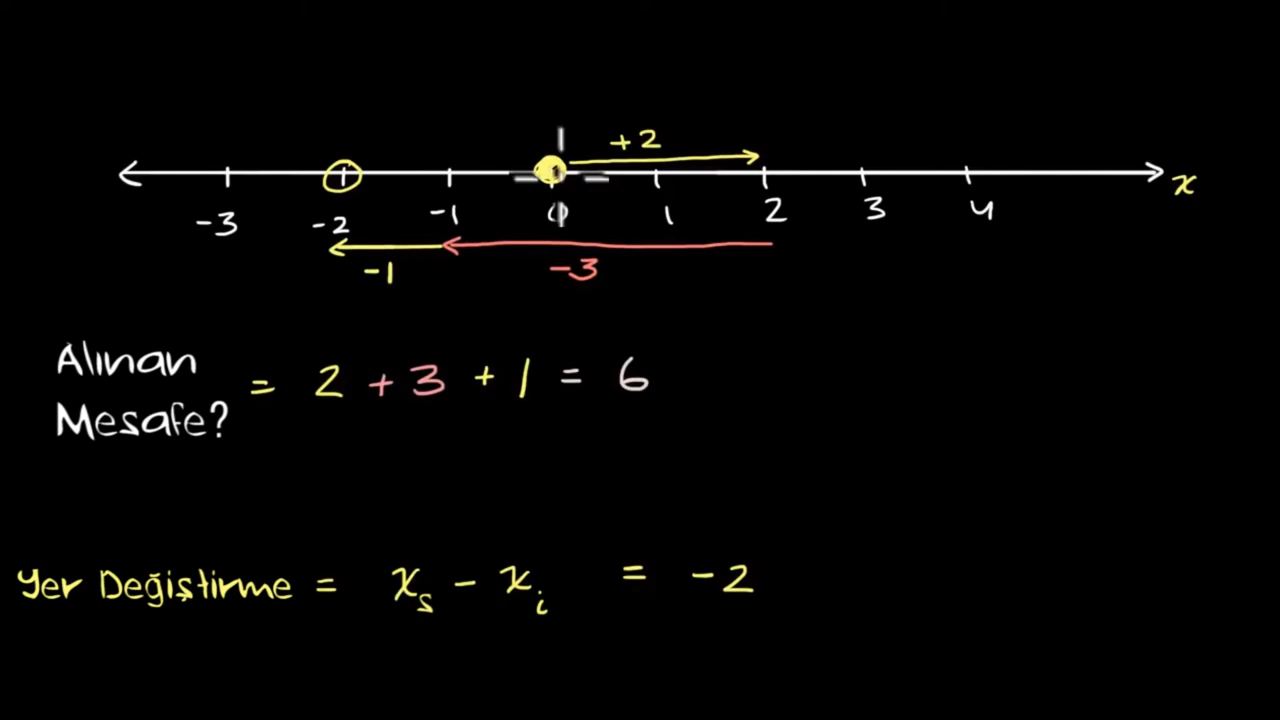 +2
x
-3 -2 -1 0 1 2 3 4
-1 -3
Alınan
Mesafe?
= 2 + 3 + 1 = 6
Yer Değiştirme = xs - xi = -2